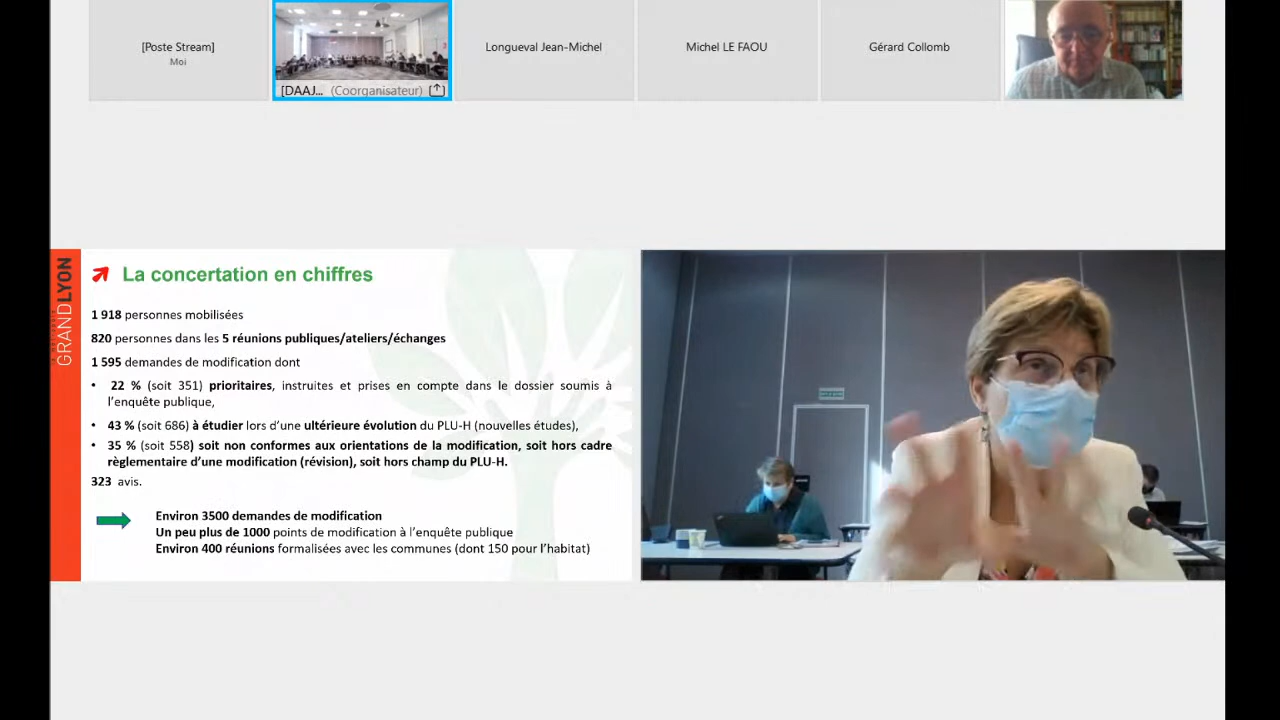 [Poste Stream]
Moi
[DAAJ... (Coorganisateur)
Longueval Jean-Michel
Michel LE FAOU
Gérard Collomb
la métropole
GRANDLYON
La concertation en chiffres
1 918 personnes mobilisées
820 personnes dans les 5 réunions publiques/ateliers/échanges
1 595 demandes de modification dont
• 22 % (soit 351) prioritaires, instruites et prises en compte dans le dossier soumis à
l’enquête publique,
• 43 % (soit 686) à étudier lors d’une ultérieure évolution du PLU-H (nouvelles études),
• 35 % (soit 558) soit non conformes aux orientations de la modification, soit hors cadre
règlementaire d’une modification (révision), soit hors champ du PLU-H.
323 avis.
Environ 3500 demandes de modification
Un peu plus de 1000 points de modification à l’enquête publique
Environ 400 réunions formalisées avec les communes (dont 150 pour l’habitat)